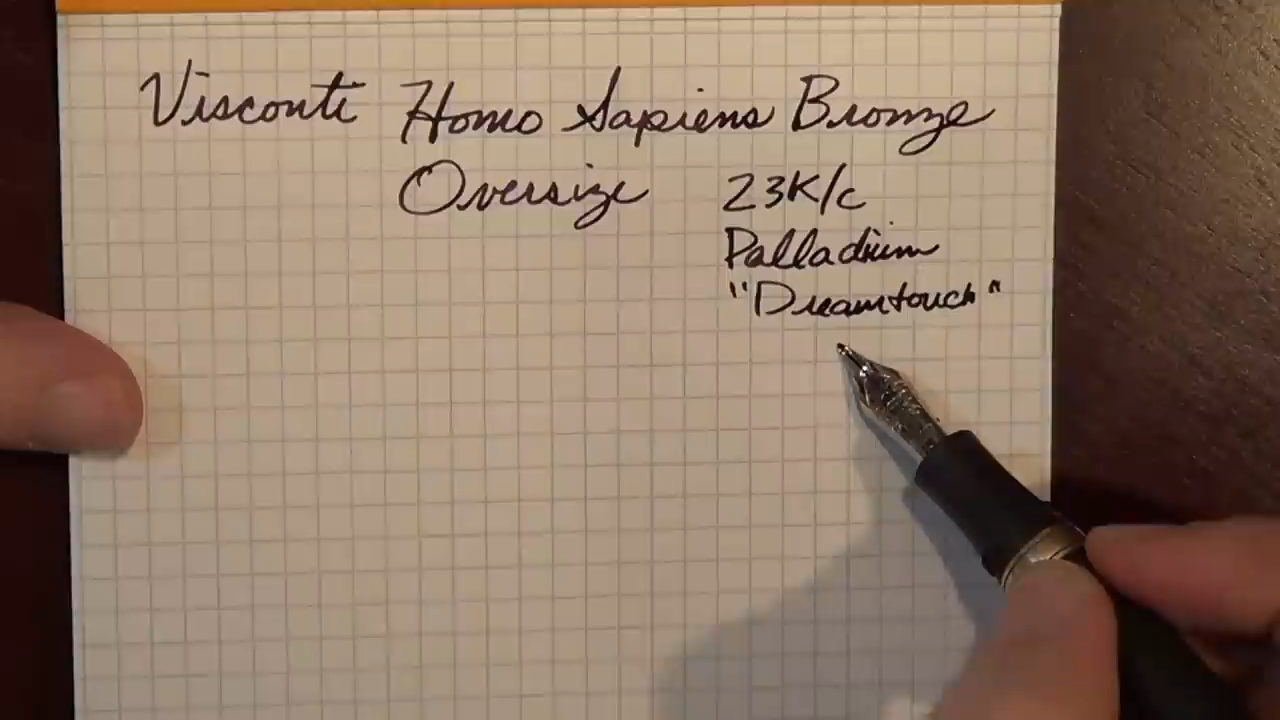 Visconti Homo Sapiens Bronze
Oversize 23K/c
Palladium
"Dreamtouch"